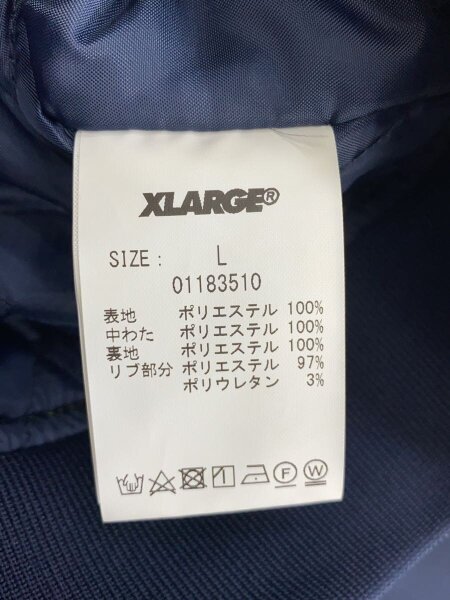 XLARGE®
SIZE : L
01183510
表地 ポリエステル 100%
中わた ポリエステル 100%
裏地 ポリエステル 100%
リブ部分 ポリエステル 97%
ポリウレタン 3%
F W